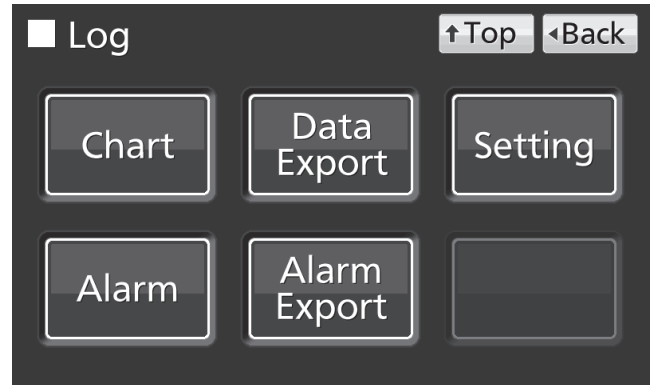 Log
↑Top
◂Back
Chart
Data
Export
Setting
Alarm
Alarm
Export